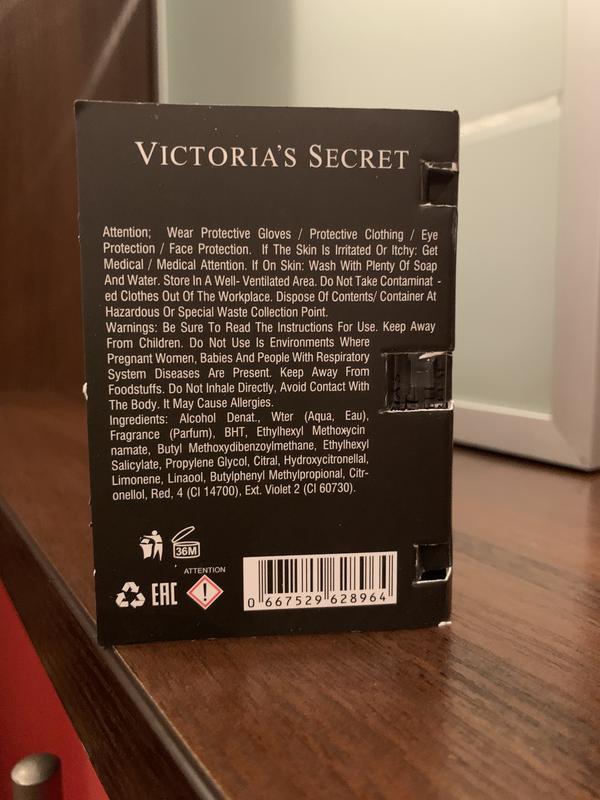 VICTORIA'S SECRET
Attention; Wear Protective Gloves / Protective Clothing / Eye
Protection / Face Protection. If The Skin Is Irritated Or Itchy: Get
Medical / Medical Attention. If On Skin: Wash With Plenty Of Soap
And Water. Store In A Well- Ventilated Area. Do Not Take Contaminat -
ed Clothes Out Of The Workplace. Dispose Of Contents/ Container At
Hazardous Or Special Waste Collection Point.
Warnings: Be Sure To Read The Instructions For Use. Keep Away
From Children. Do Not Use Is Environments Where
Pregnant Women, Babies And People With Respiratory
System Diseases Are Present. Keep Away From
Foodstuffs. Do Not Inhale Directly, Avoid Contact With
The Body. It May Cause Allergies.
Ingredients: Alcohol Denat., Wter (Aqua, Eau),
Fragrance (Parfum), BHT, Ethylhexyl Methoxycin
namate, Butyl Methoxydibenzoylmethane, Ethylhexyl
Salicylate, Propylene Glycol, Citral, Hydroxycitronellal,
Limonene, Linaool, Butylphenyl Methylpropional, Citr-
onellol, Red, 4 (CI 14700), Ext. Violet 2 (CI 60730).
36M
ATTENTION
EAC
0 667529 628964